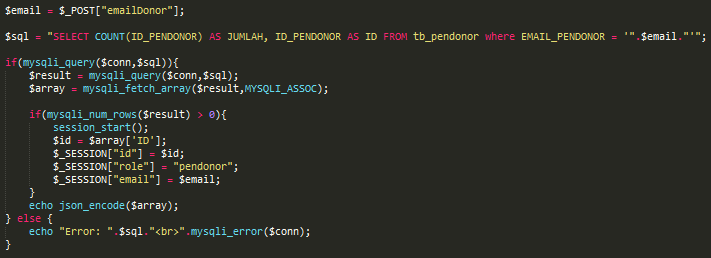 $email = $_POST["emailDonor"];
$sql = "SELECT COUNT(ID_PENDONOR) AS JUMLAH, ID_PENDONOR AS ID FROM tb_pendonor where EMAIL_PENDONOR = '".$email."'";
if(mysqli_query($conn,$sql)){
$result = mysqli_query($conn,$sql);
$array = mysqli_fetch_array($result,MYSQLI_ASSOC);
if(mysqli_num_rows($result) > 0){
session_start();
$id = $array['ID'];
$_SESSION["id"] = $id;
$_SESSION["role"] = "pendonor";
$_SESSION["email"] = $email;
}
echo json_encode($array);
} else {
echo "Error: ".$sql."<br>".mysqli_error($conn);
}